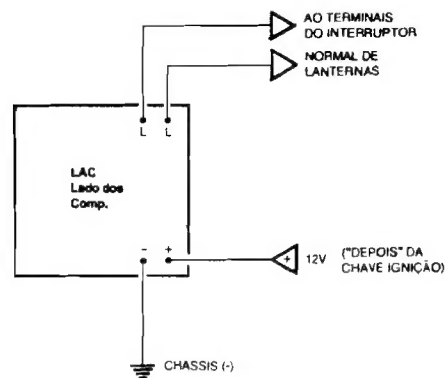 AO TERMINAIS
DO INTERRUPTOR
NORMAL DE
LANTERNAS
L L
LAC
Lado dos
Comp.
- +
+ 12V ("DEPOIS" DA
CHAVE IGNIÇÃO)
CHASSIS (-)